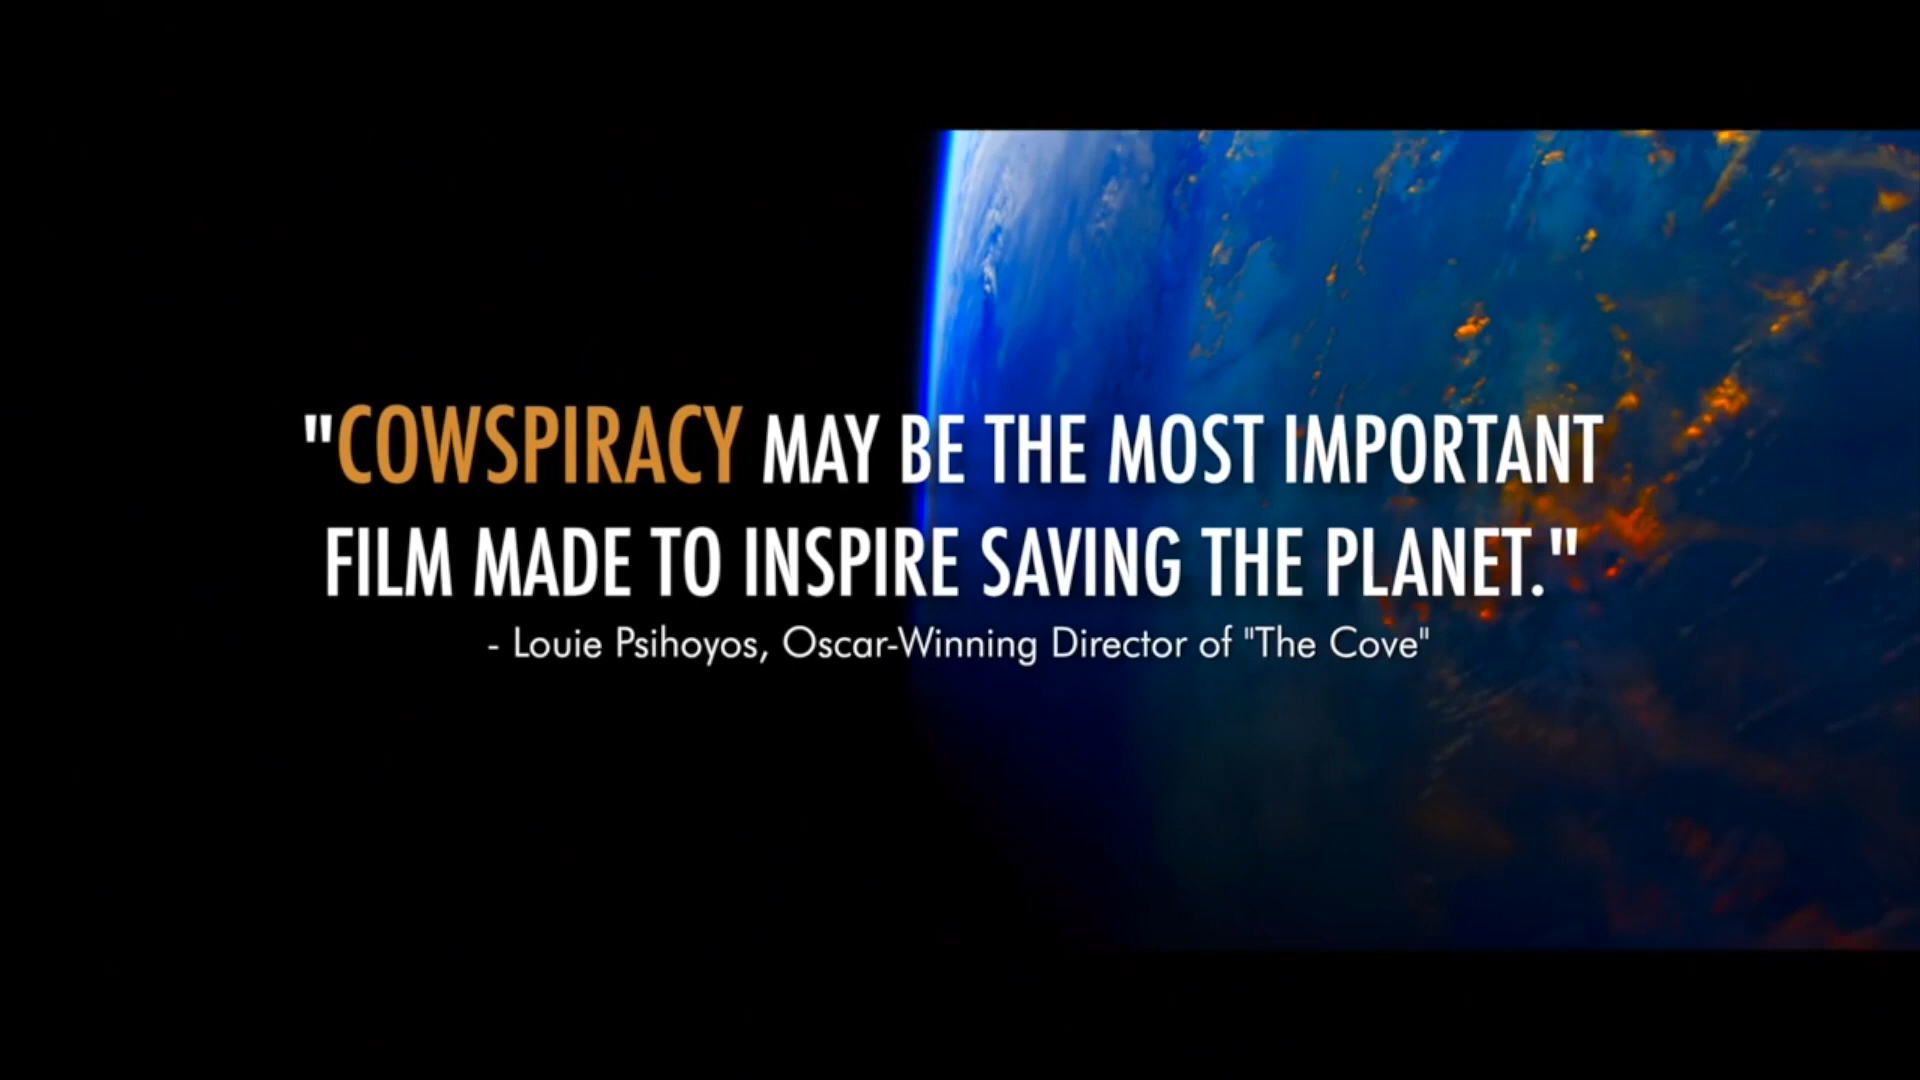 "COWSPIRACY MAY BE THE MOST IMPORTANT
FILM MADE TO INSPIRE SAVING THE PLANET."
- Louie Psihoyos, Oscar-Winning Director of "The Cove"